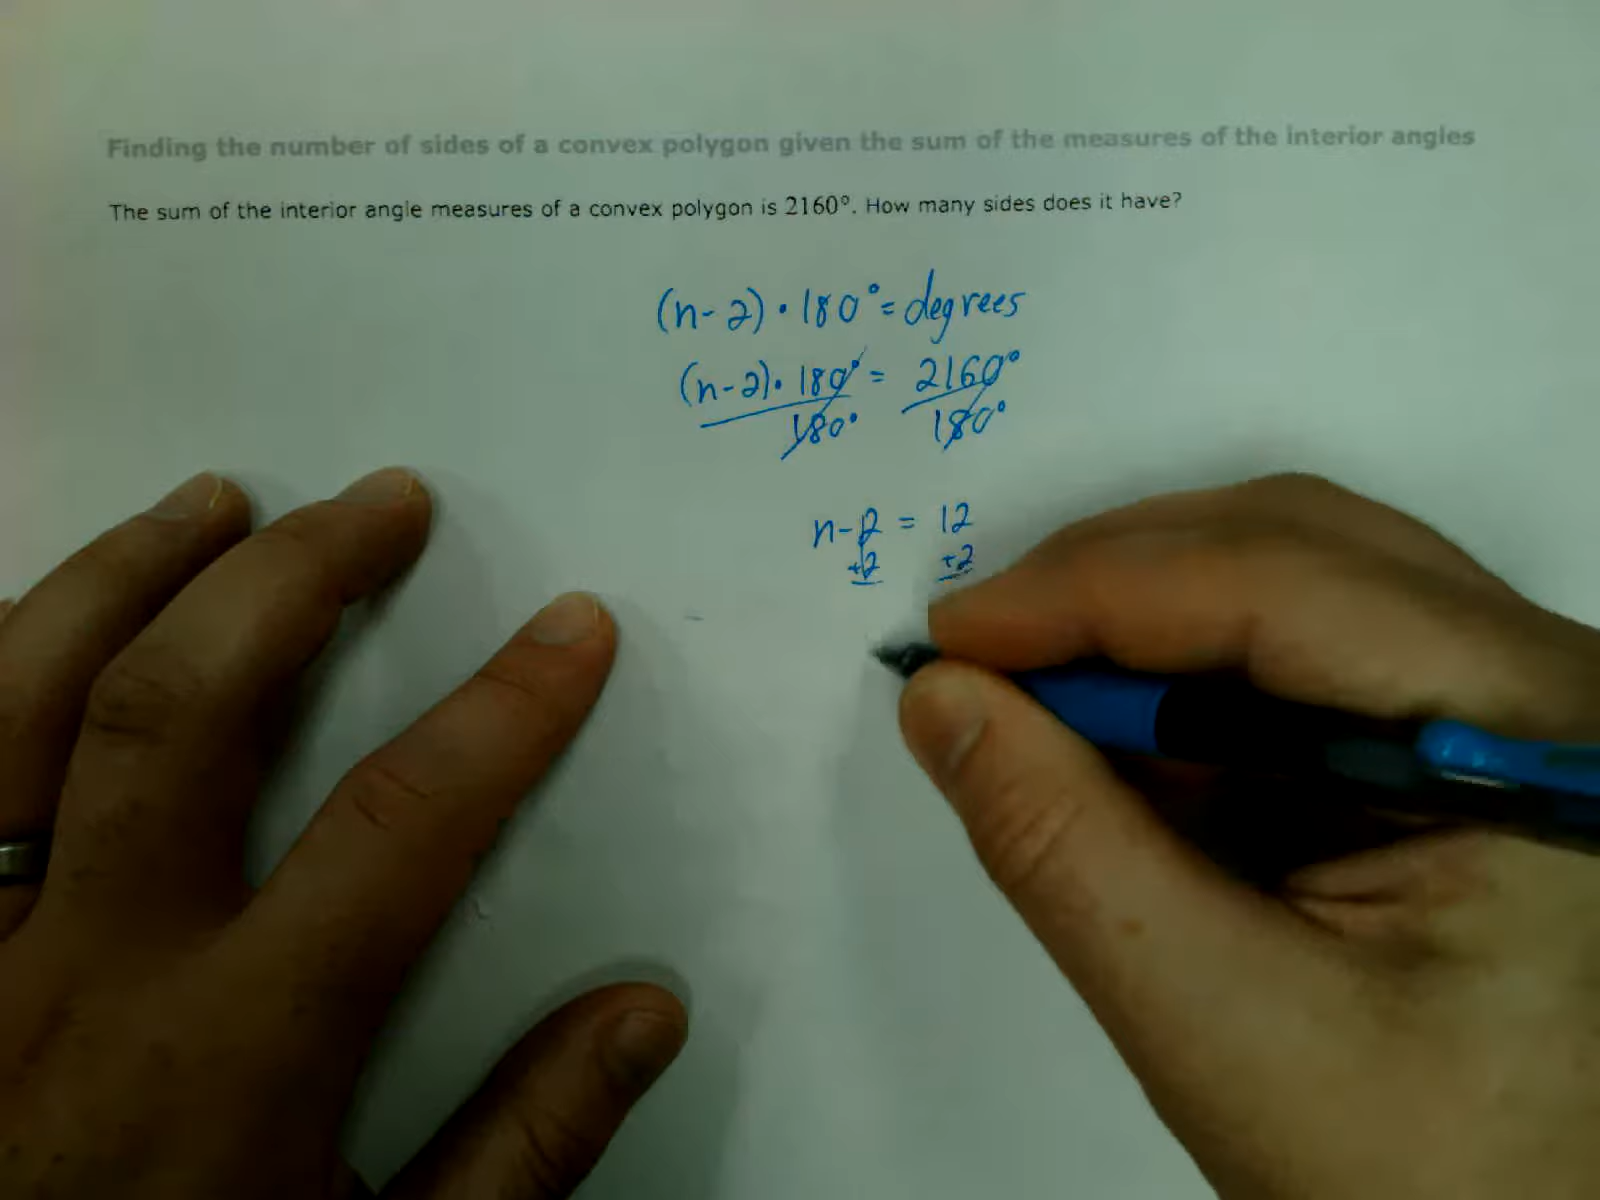 Finding the number of sides of a convex polygon given the sum of the measures of the interior angles
The sum of the interior angle measures of a convex polygon is 2160°. How many sides does it have?
(n-2)·180°=degrees
(n-2)·180° = 2160°
180° 180°
n-2 = 12
+2 +2